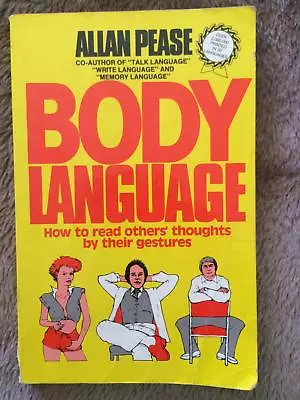 ALLAN PEASE
CO-AUTHOR OF "TALK LANGUAGE"
"WRITE LANGUAGE" AND
"MEMORY LANGUAGE"
BODY
LANGUAGE
How to read others' thoughts
by their gestures